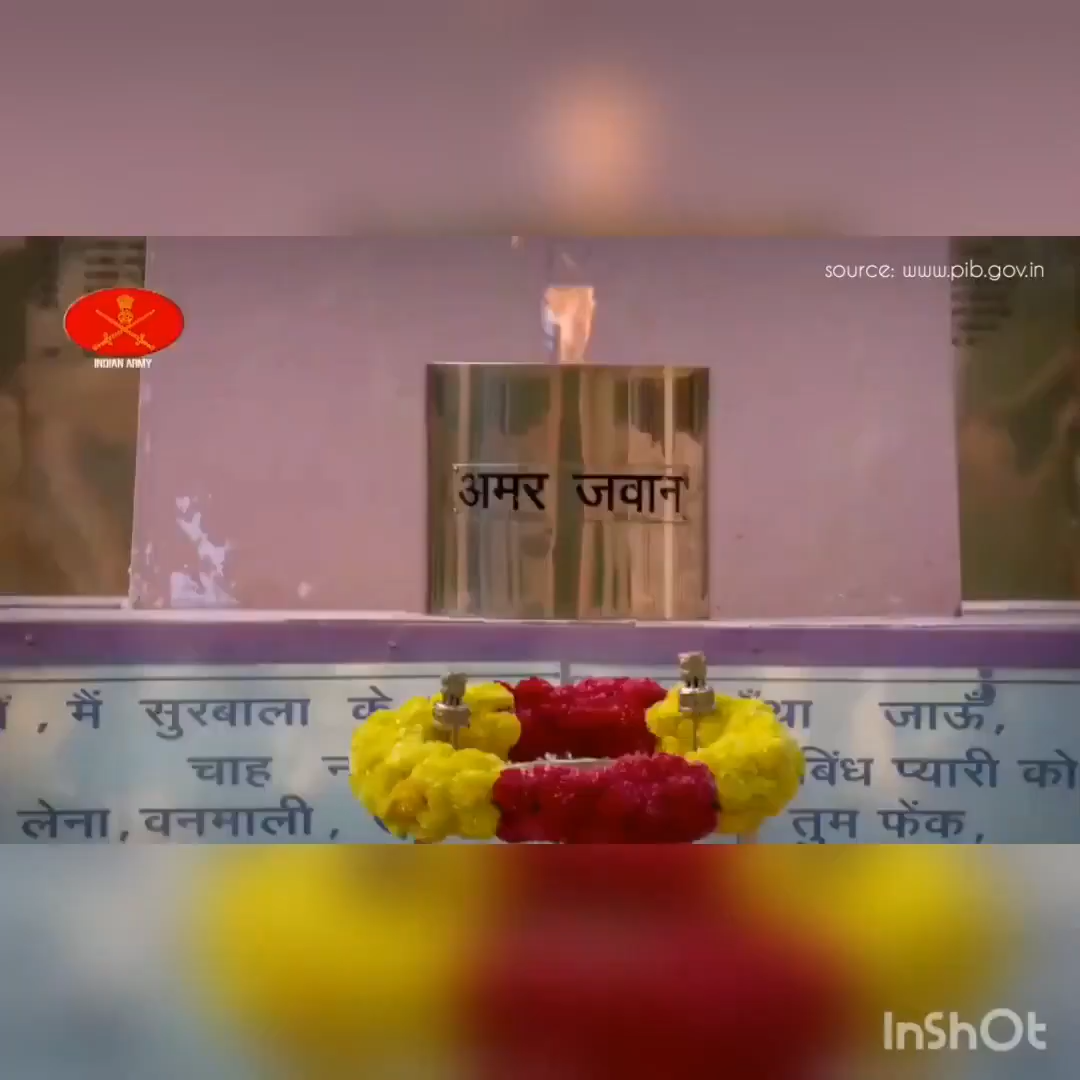 source: www.pib.gov.in
INDIAN ARMY
अमर जवान
, मैं सुरबाला के जाऊँ,
चाह बिंध प्यारी को
लेना, वनमाली, तुम फेंक,
InShOt